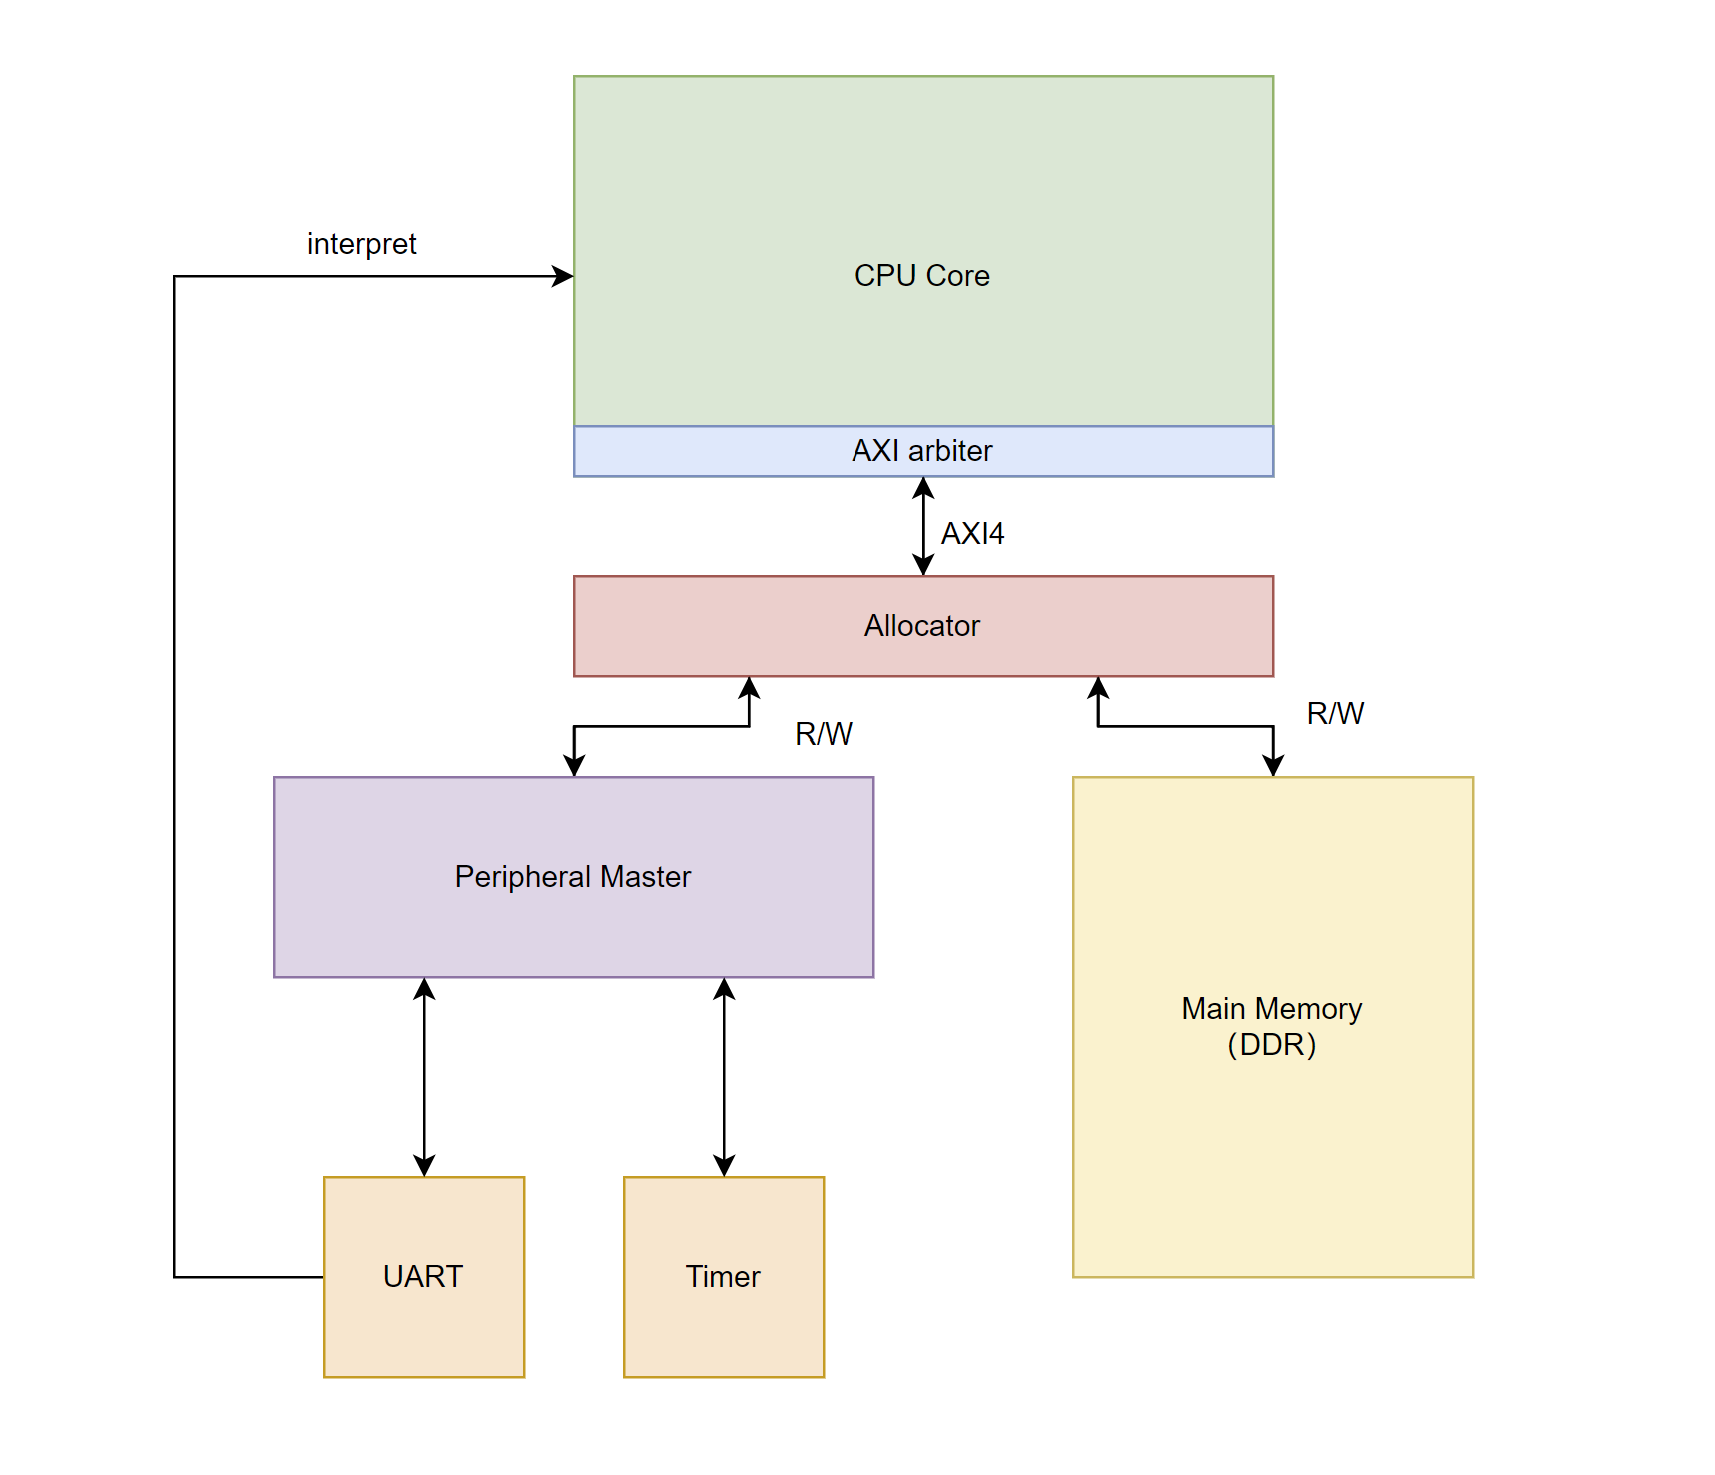 interpret
CPU Core
AXI arbiter
AXI4
Allocator
R/W
R/W
Peripheral Master
Main Memory
（DDR）
UART
Timer